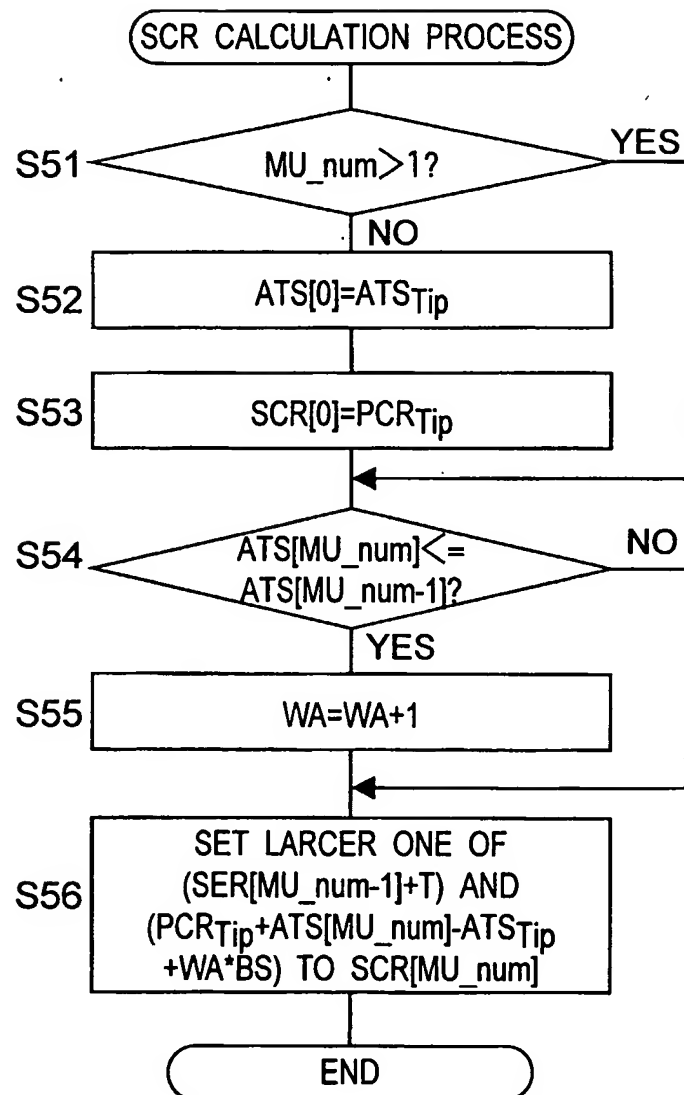 SCR CALCULATION PROCESS
S51
MU_num>1?
YES
NO
S52
ATS[0]=ATSTip
S53
SCR[0]=PCRTip
S54
ATS[MU_num]<=
ATS[MU_num-1]?
NO
YES
S55
WA=WA+1
S56
SET LARCER ONE OF
(SER[MU_num-1]+T) AND
(PCRTip+ATS[MU_num]-ATSTip
+WA*BS) TO SCR[MU_num]
END